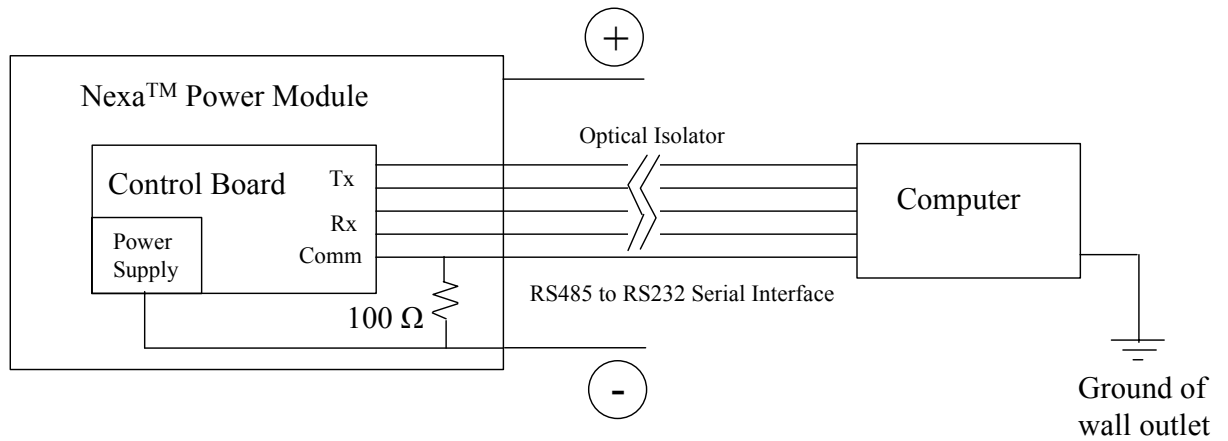 +
Nexa™ Power Module
Optical Isolator
Control Board
Tx
Rx
Comm
Power
Supply
Computer
RS485 to RS232 Serial Interface
100 Ω
-
Ground of
wall outlet